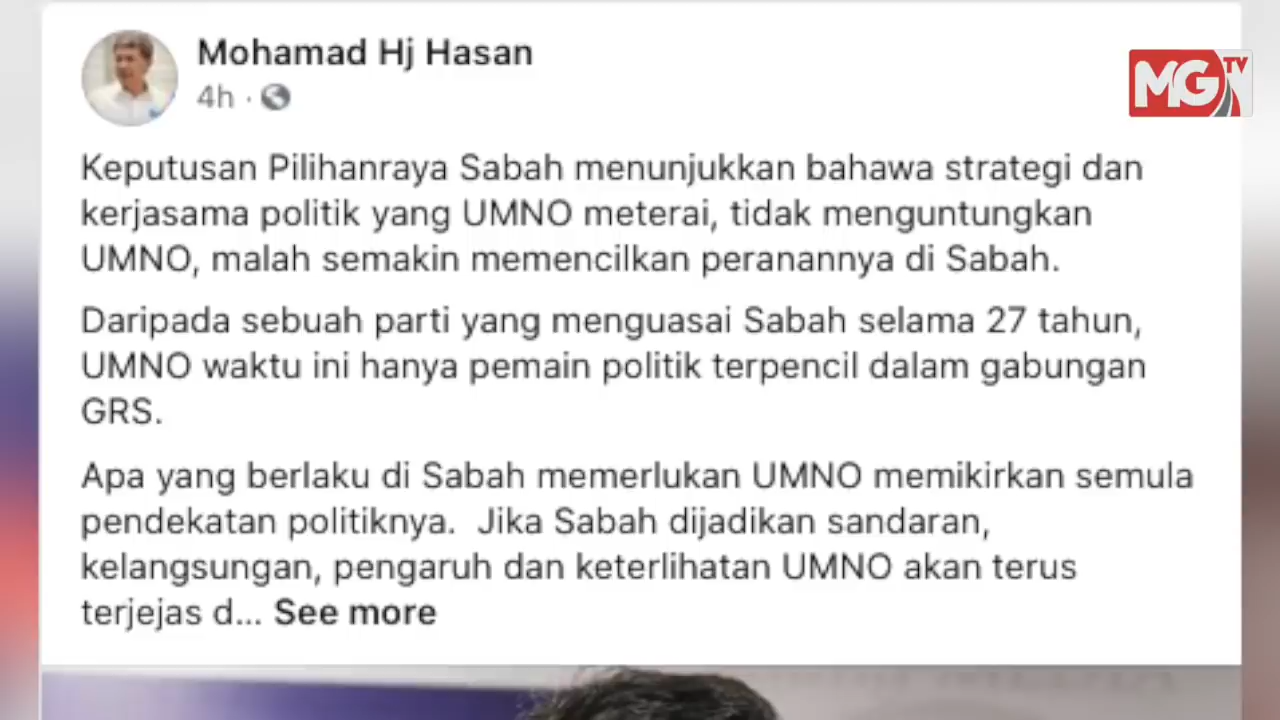 Mohamad Hj Hasan
4h ·
MGTV
Keputusan Pilihanraya Sabah menunjukkan bahawa strategi dan
kerjasama politik yang UMNO meterai, tidak menguntungkan
UMNO, malah semakin memencilkan peranannya di Sabah.
Daripada sebuah parti yang menguasai Sabah selama 27 tahun,
UMNO waktu ini hanya pemain politik terpencil dalam gabungan
GRS.
Apa yang berlaku di Sabah memerlukan UMNO memikirkan semula
pendekatan politiknya.  Jika Sabah dijadikan sandaran,
kelangsungan, pengaruh dan keterlihatan UMNO akan terus
terjejas d... See more